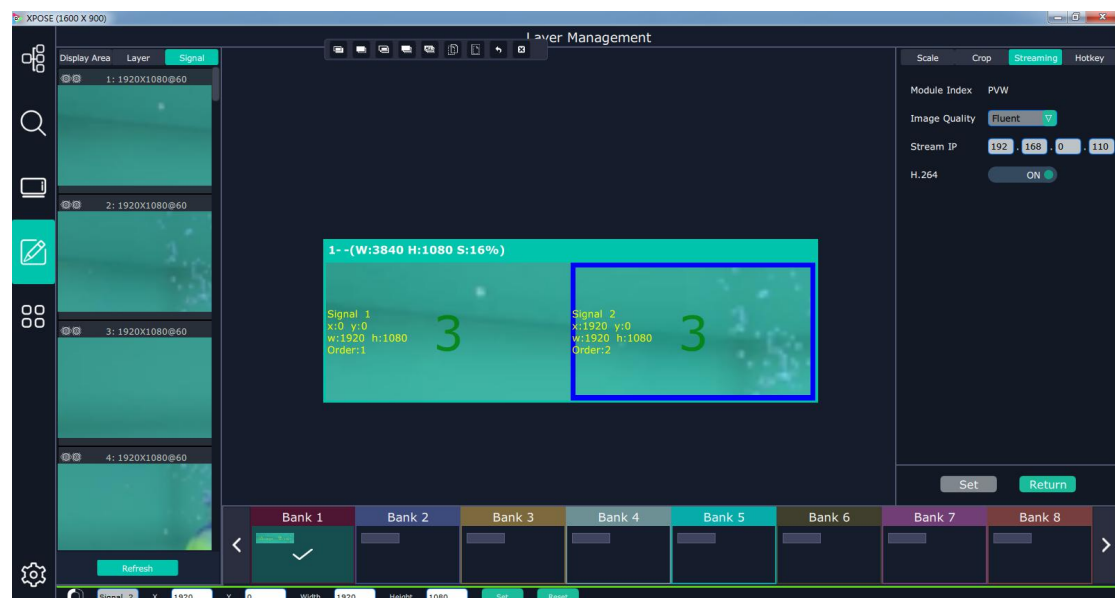 XPOSE (1600 X 900)
Layer Management
Display Area Layer Signal
1: 1920X1080@60
2: 1920X1080@60
3: 1920X1080@60
4: 1920X1080@60
Refresh
1--(W:3840 H:1080 S:16%)
Signal 1
x:0 y:0
w:1920 h:1080
Order:1
3
Signal 2
x:1920 y:0
w:1920 h:1080
Order:2
3
Scale Crop Streaming Hotkey
Module Index PVW
Image Quality Fluent
Stream IP 192 . 168 . 0 . 110
H.264 ON
Set Return
Bank 1 Bank 2 Bank 3 Bank 4 Bank 5 Bank 6 Bank 7 Bank 8
Signal 2 X 1920 Y 0 Width 1920 Height 1080 Set Reset